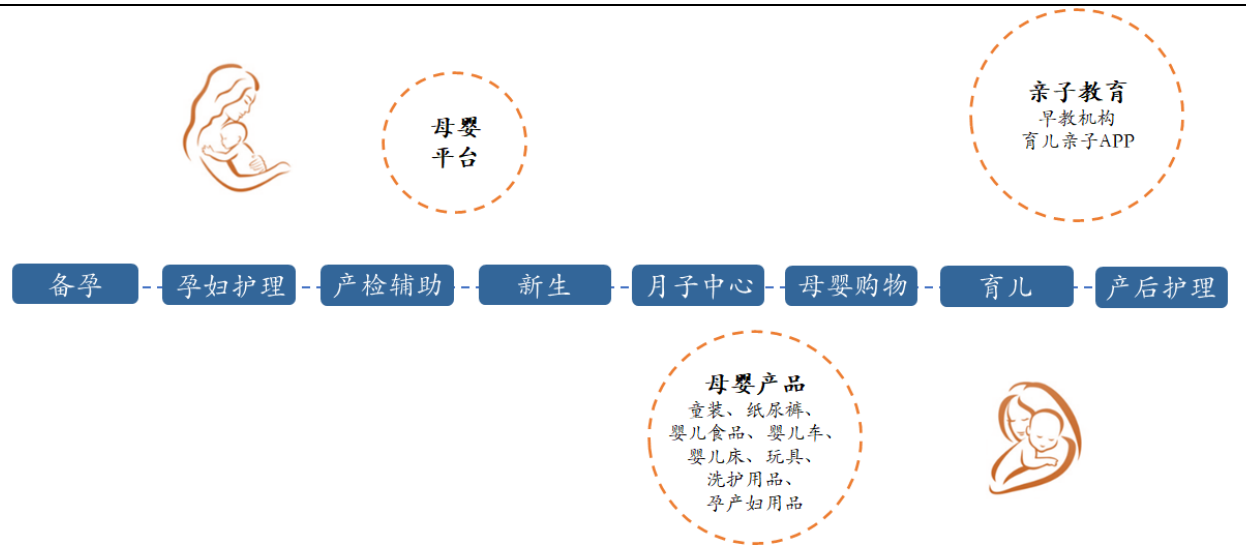 母婴
平台
亲子教育
早教机构
育儿亲子APP
备孕
孕妇护理
产检辅助
新生
月子中心
母婴购物
育儿
产后护理
母婴产品
童装、纸尿裤、
婴儿食品、婴儿车、
婴儿床、玩具、
洗护用品、
孕产妇用品